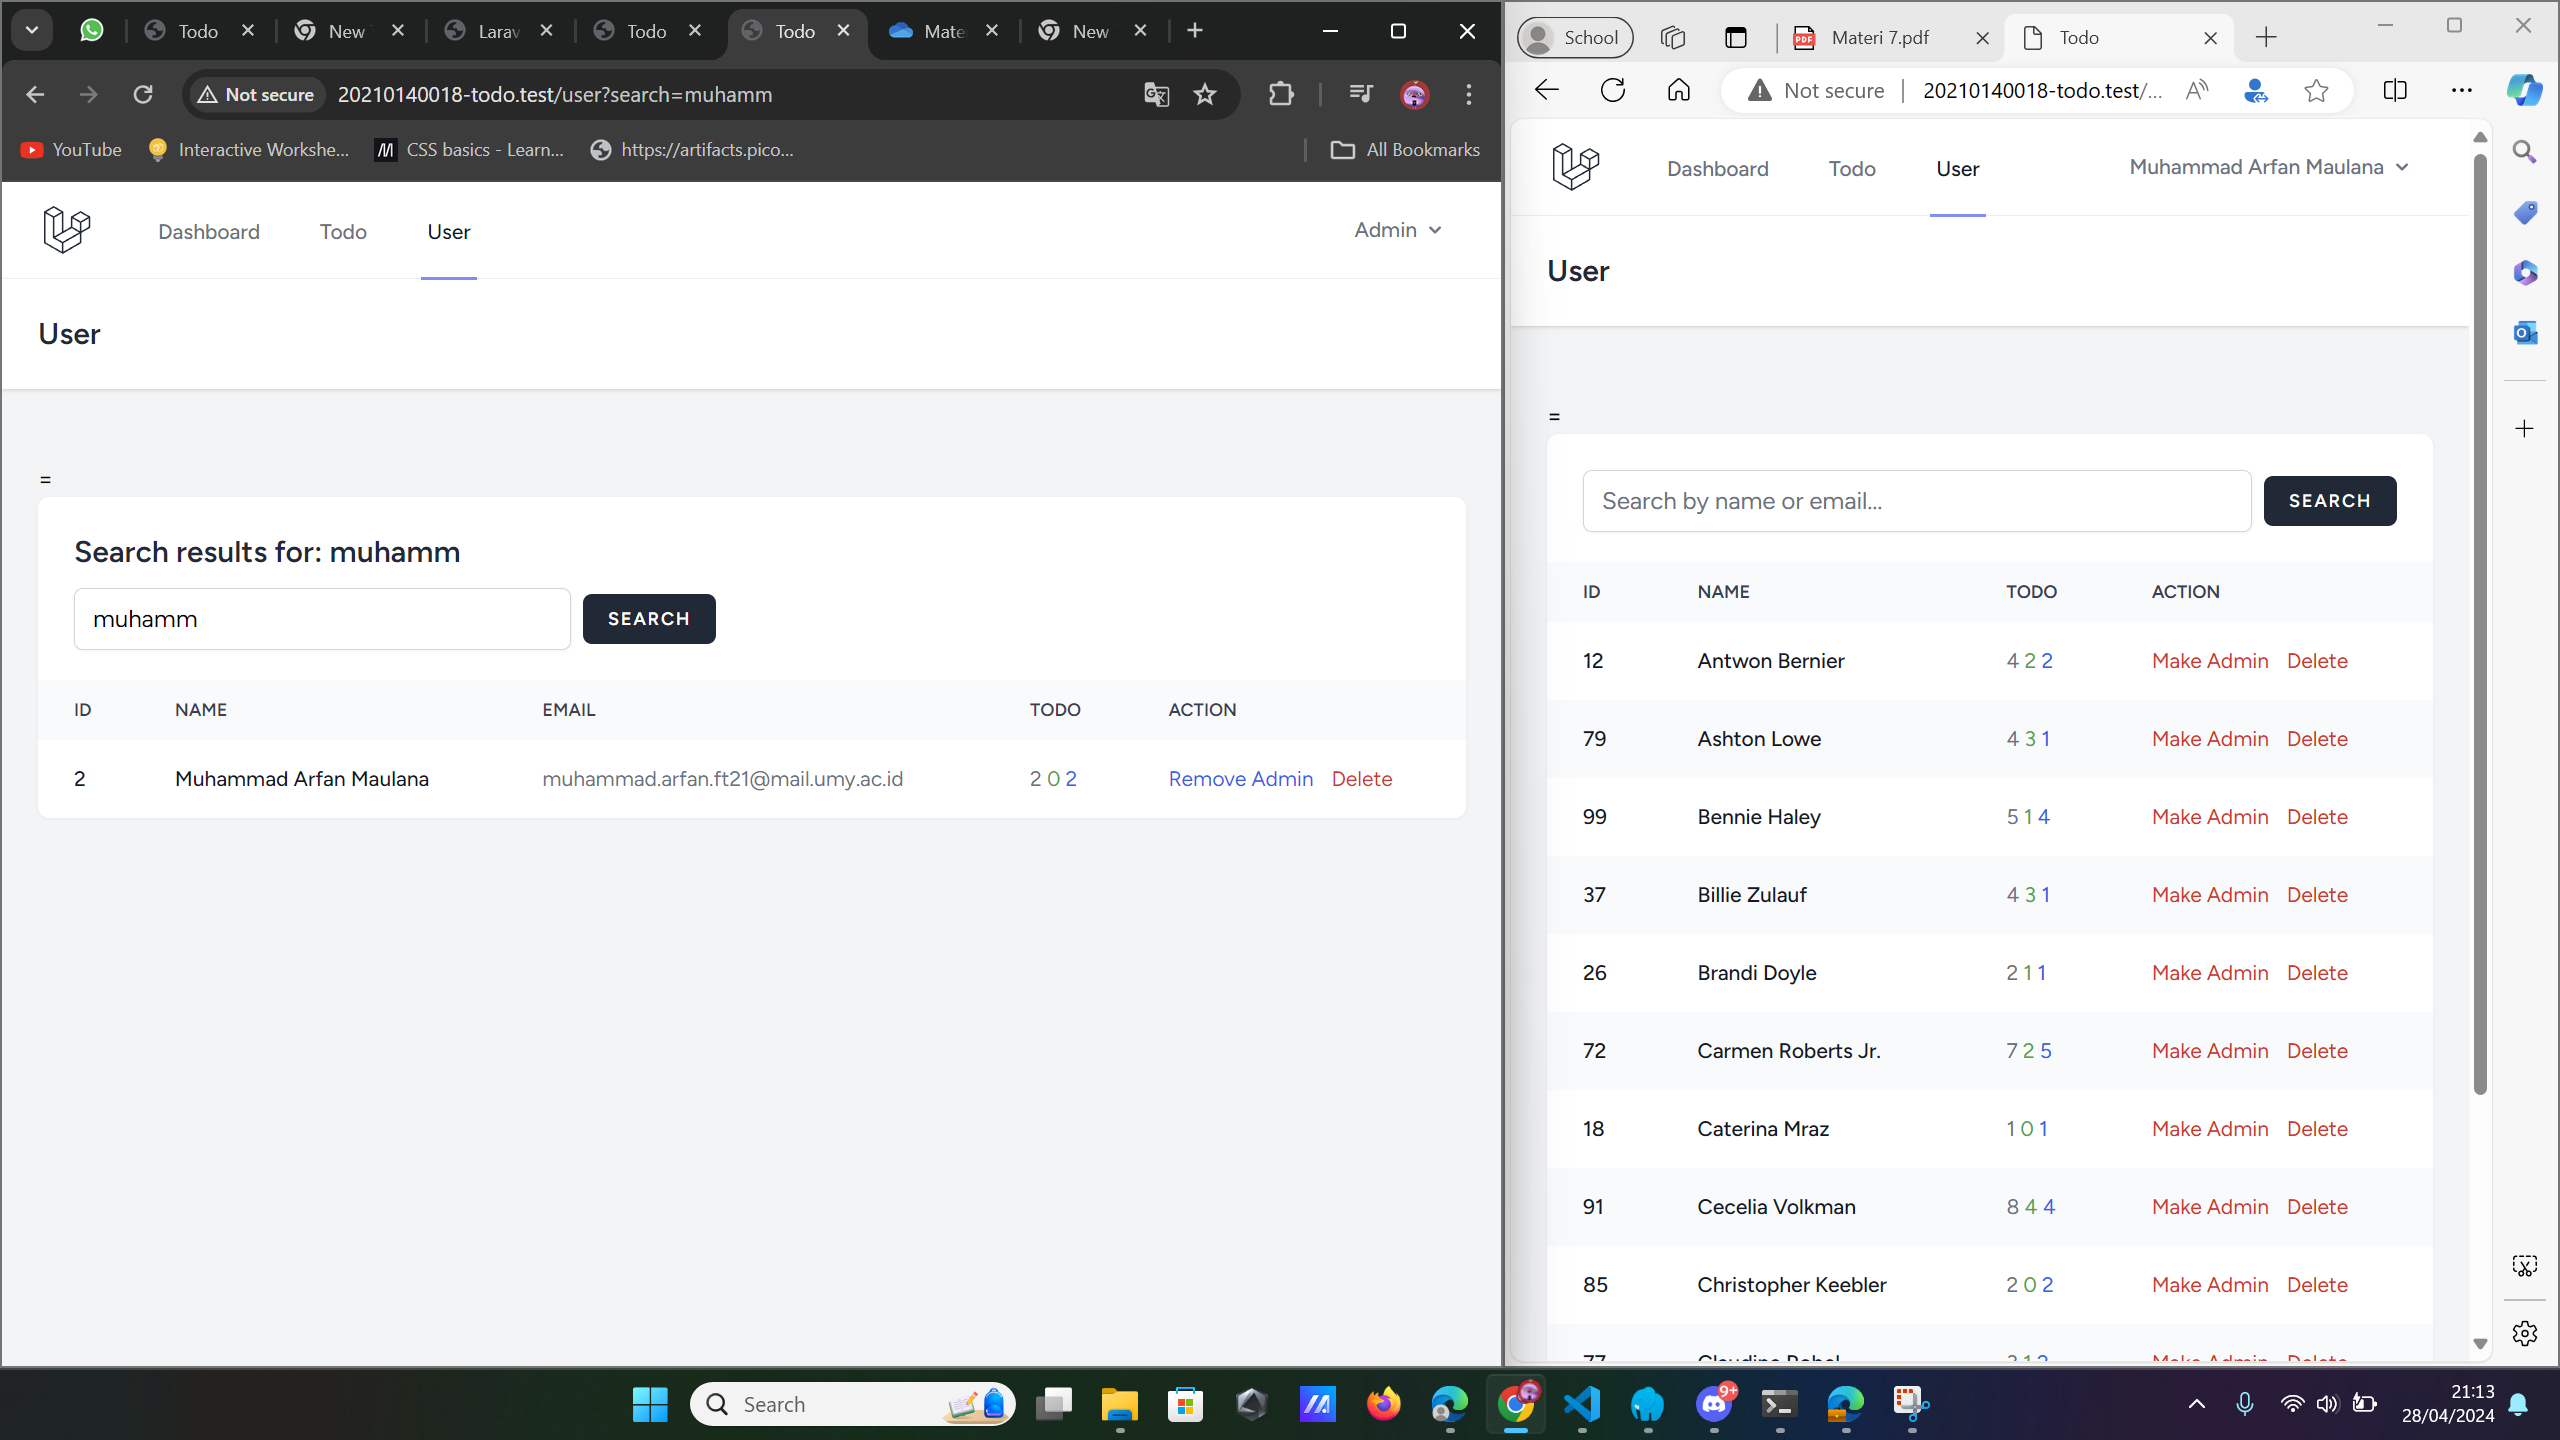 Todo
New
Larav
Todo
Todo
Mate
New
Not secure
20210140018-todo.test/user?search=muhamm
YouTube
Interactive Workshe...
CSS basics - Learn...
https://artifacts.pico...
All Bookmarks
Dashboard
Todo
User
Admin
User
=
Search results for: muhamm
muhamm
SEARCH
ID NAME EMAIL TODO ACTION
2 Muhammad Arfan Maulana muhammad.arfan.ft21@mail.umy.ac.id 2 0 2 Remove Admin Delete
School
Materi 7.pdf
Todo
Not secure
20210140018-todo.test/...
Dashboard
Todo
User
Muhammad Arfan Maulana
User
=
Search by name or email...
SEARCH
ID NAME TODO ACTION
12 Antwon Bernier 4 2 2 Make Admin Delete
79 Ashton Lowe 4 3 1 Make Admin Delete
99 Bennie Haley 5 1 4 Make Admin Delete
37 Billie Zulauf 4 3 1 Make Admin Delete
26 Brandi Doyle 2 1 1 Make Admin Delete
72 Carmen Roberts Jr. 7 2 5 Make Admin Delete
18 Caterina Mraz 1 0 1 Make Admin Delete
91 Cecelia Volkman 8 4 4 Make Admin Delete
85 Christopher Keebler 2 0 2 Make Admin Delete
Search
9+
21:13
28/04/2024